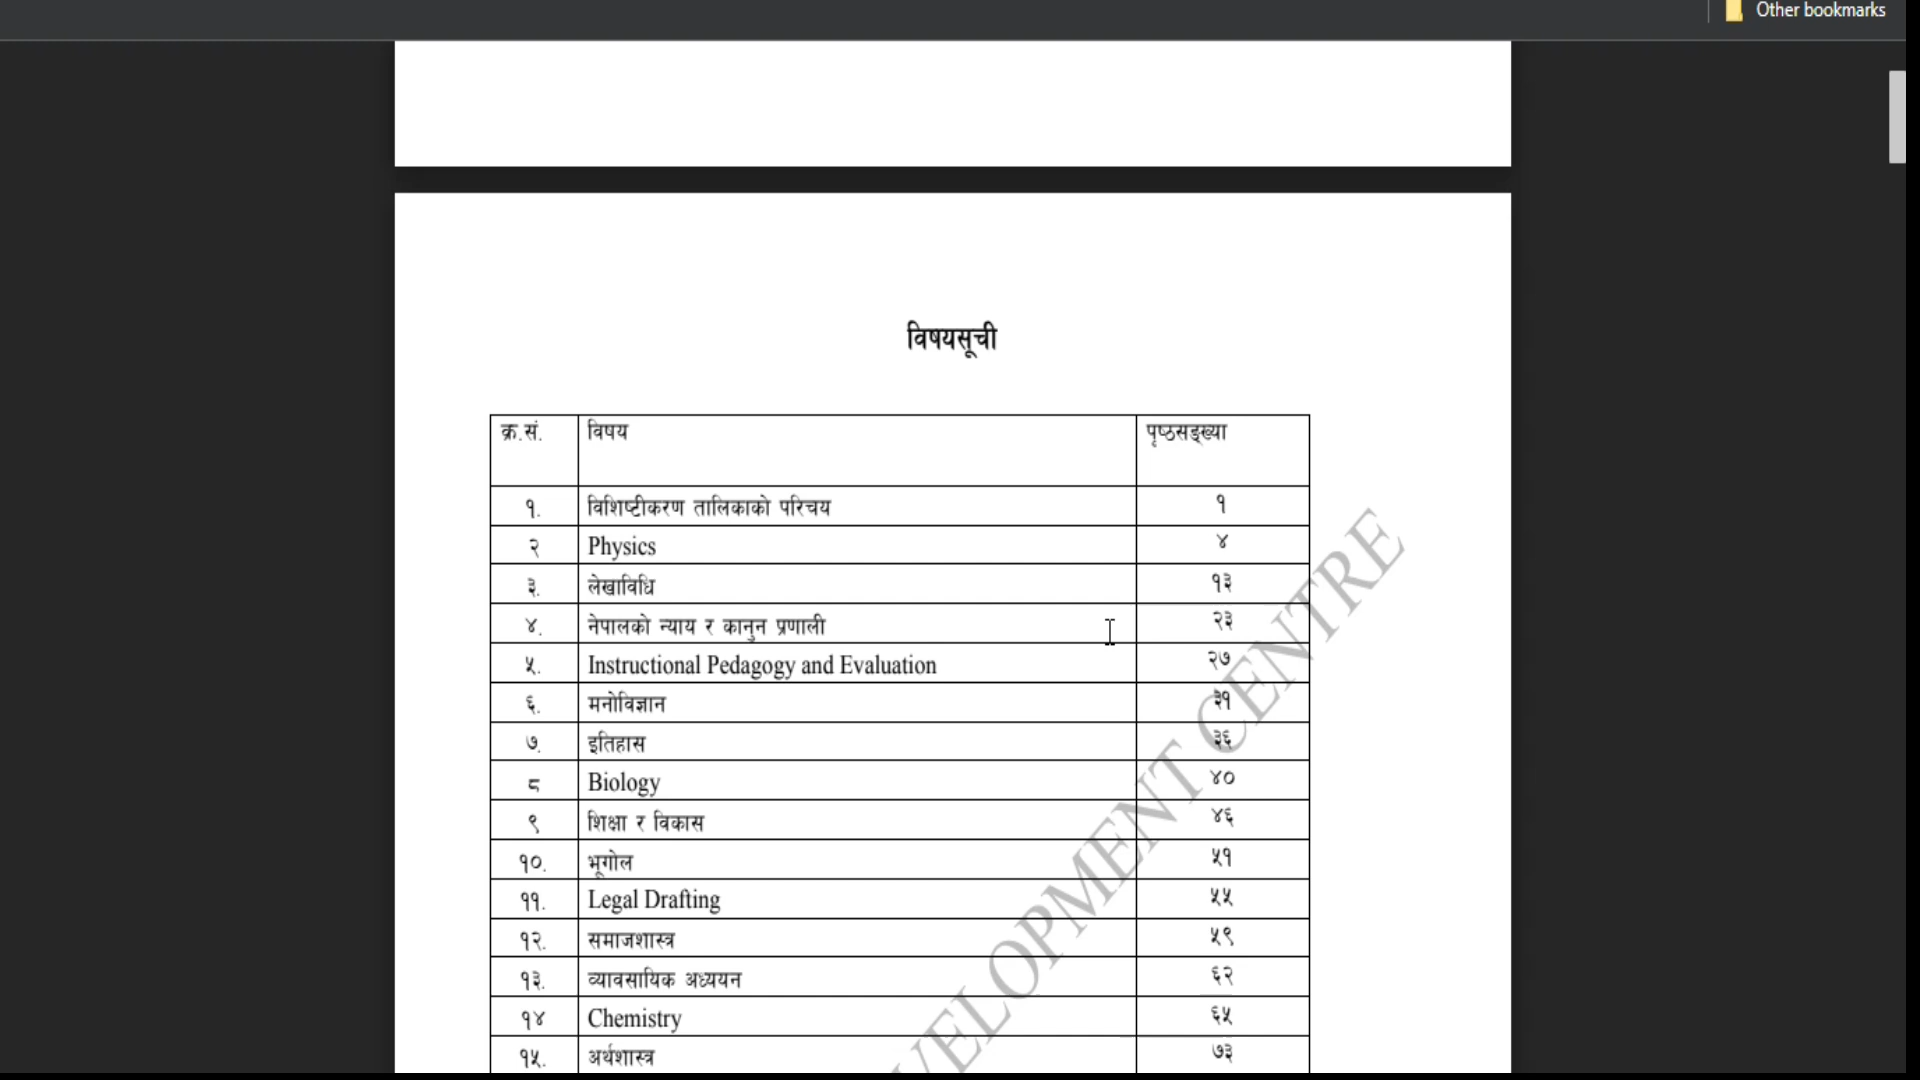 Other bookmarks
विषयसूची
क्र.सं. विषय पृष्ठसङ्ख्या
१. विशिष्टीकरण तालिकाको परिचय १
२ Physics ४
३. लेखाविधि १३
४. नेपालको न्याय र कानुन प्रणाली २३
५. Instructional Pedagogy and Evaluation २७
६. मनोविज्ञान ३१
७. इतिहास ३६
८ Biology ४०
९ शिक्षा र विकास ४६
१०. भूगोल ५१
११. Legal Drafting ५५
१२. समाजशास्त्र ५९
१३. व्यावसायिक अध्ययन ६२
१४ Chemistry ६५
१५. अर्थशास्त्र ७३
VELOPMENT CENTRE